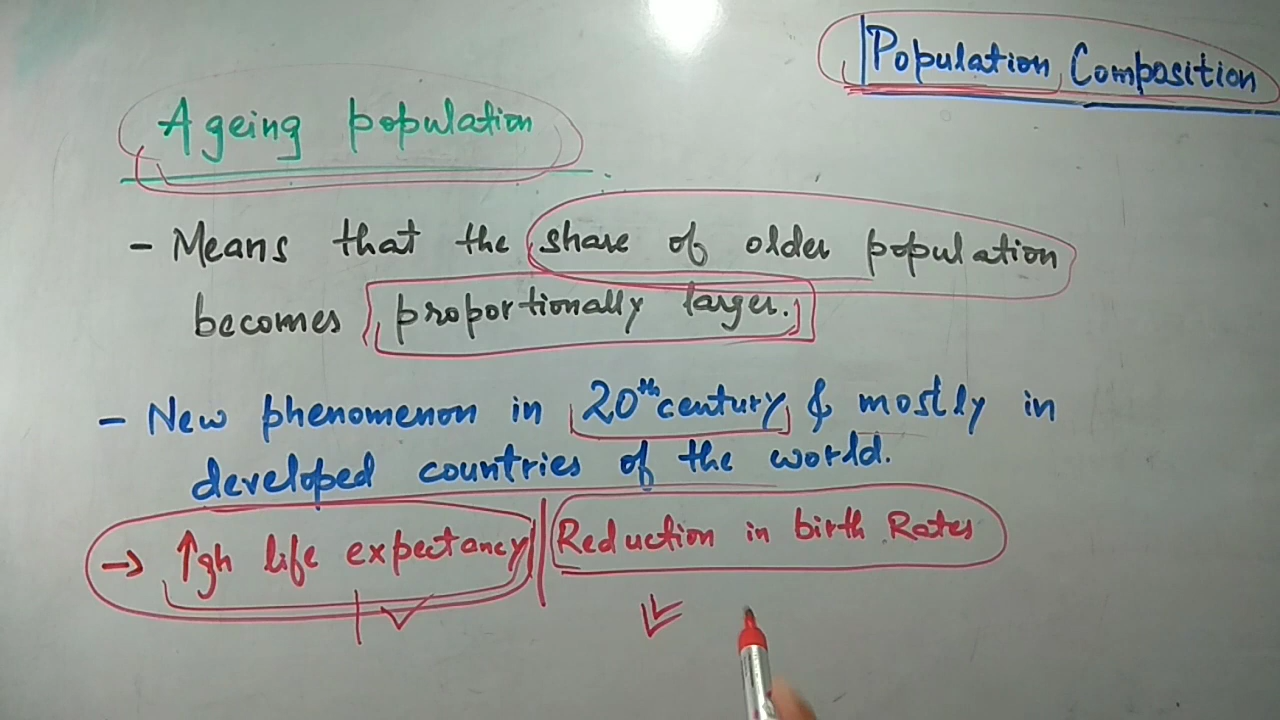 Population Composition
Ageing population
- Means that the share of older population
becomes proportionally larger.
- New phenomenon in 20th century & mostly in
developed countries of the world.
→ ↑gh life expectancy | Reduction in birth Rates